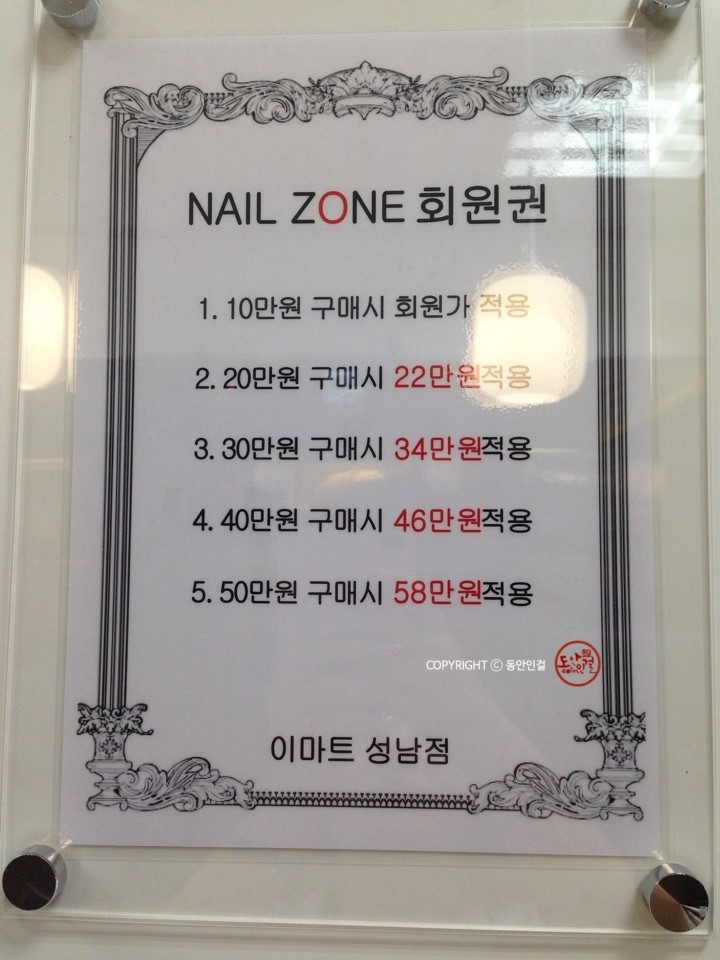 NAIL ZONE 회원권
1. 10만원 구매시 회원가 적용
2. 20만원 구매시 22만원적용
3. 30만원 구매시 34만원적용
4. 40만원 구매시 46만원적용
5. 50만원 구매시 58만원적용
COPYRIGHT ⓒ 동안인걸
동안인걸
이마트 성남점